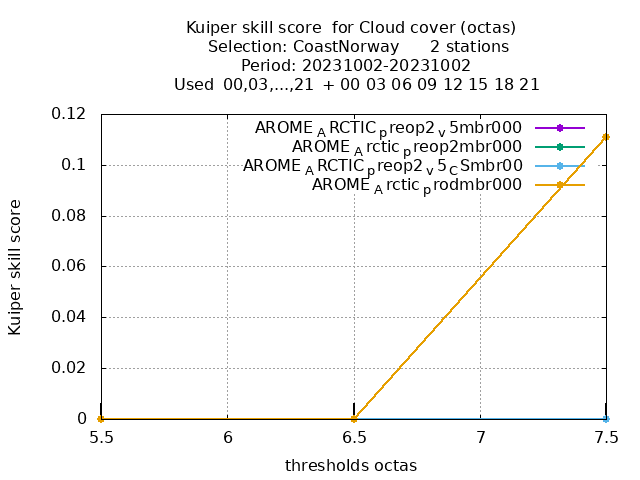 Kuiper skill score  for Cloud cover (octas)
Selection: CoastNorway      2 stations
Period: 20231002-20231002
Used  00,03,...,21  + 00 03 06 09 12 15 18 21
0.12
0.1
0.08
0.06
0.04
0.02
0
Kuiper skill score
AROME_ARCTIC_preop2_v5mbr000
AROME_Arctic_preop2mbr000
AROME_ARCTIC_preop2_v5_CSmbr00
AROME_Arctic_prodmbr000
5.5 6 6.5 7 7.5
thresholds octas